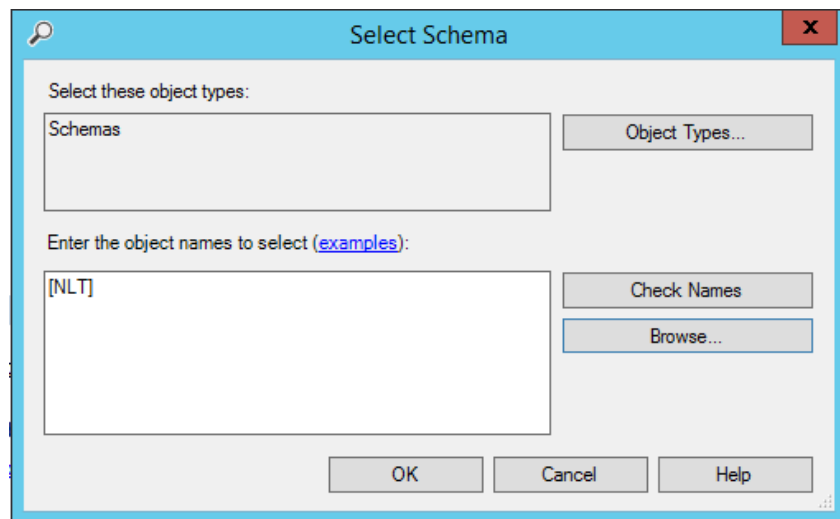 Select Schema
x
Select these object types:
Schemas
Object Types...
Enter the object names to select (examples):
[NLT]
Check Names
Browse...
OK
Cancel
Help